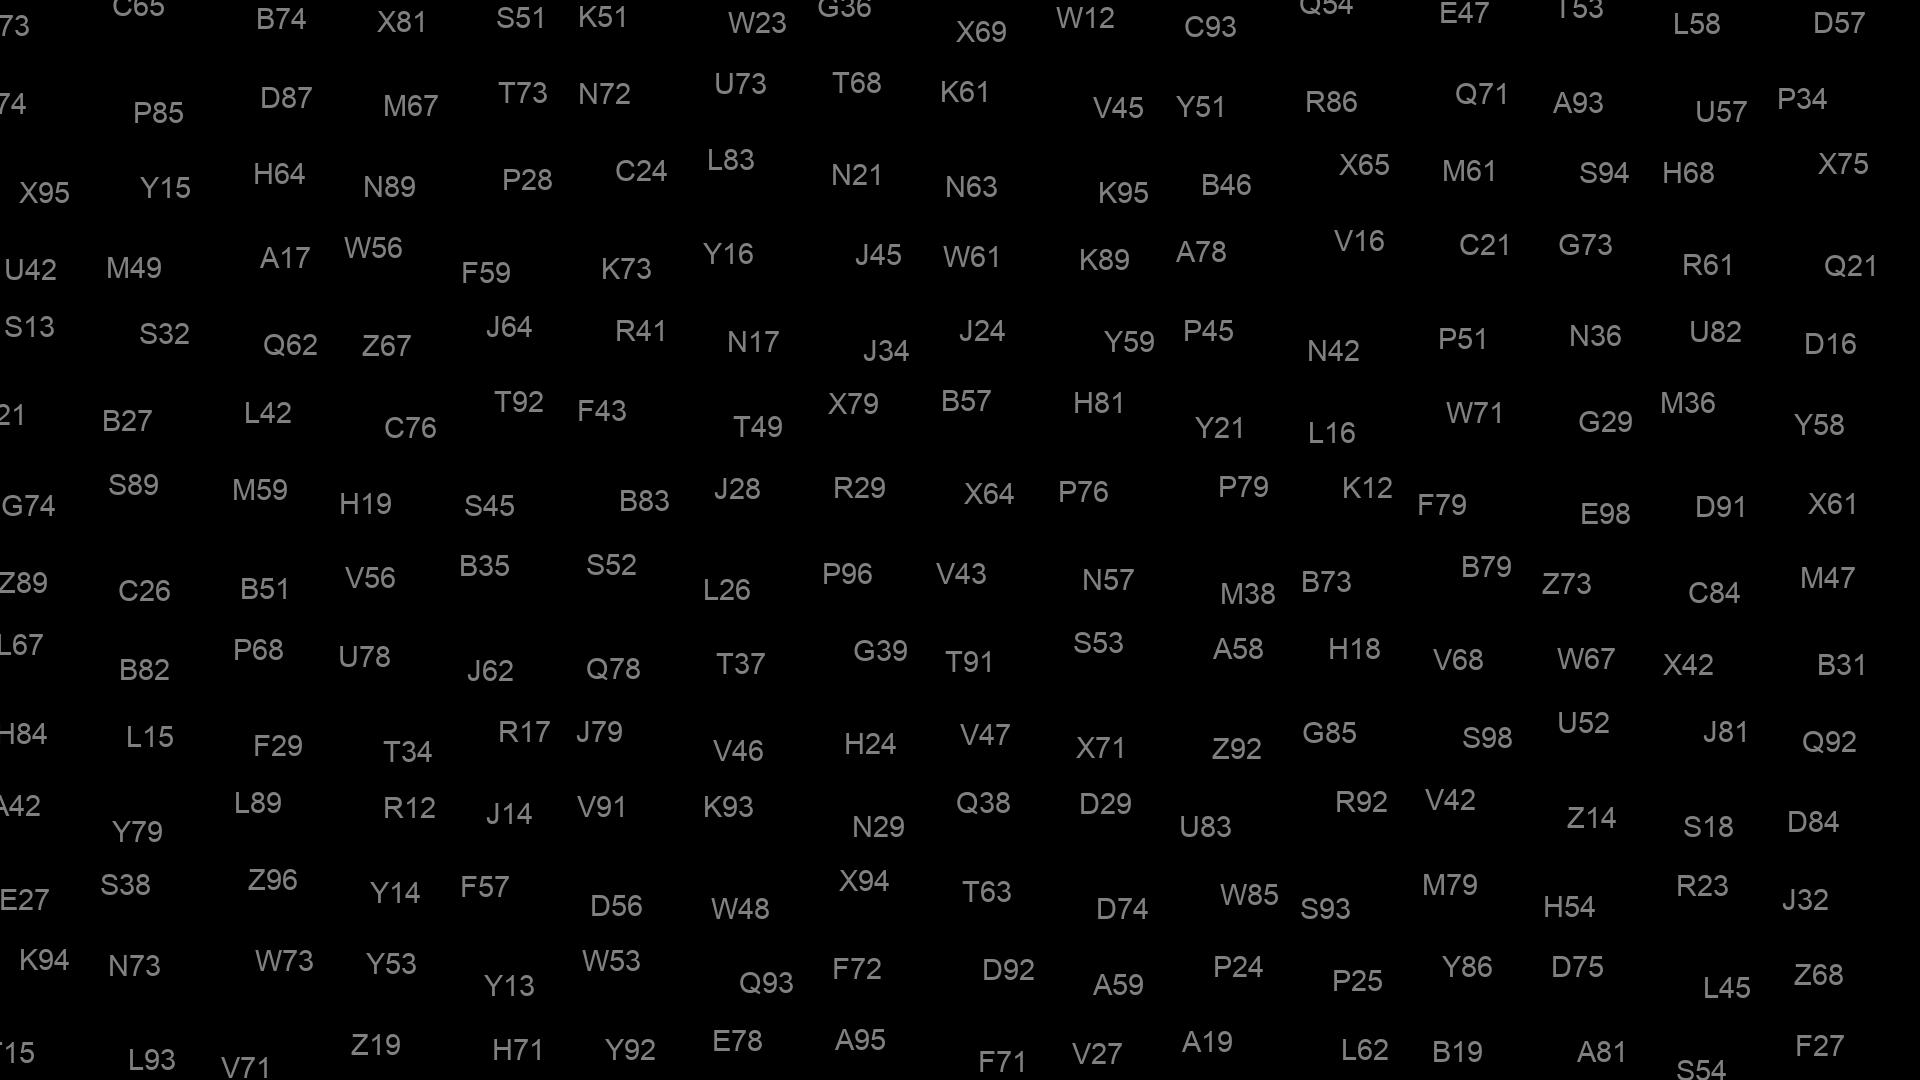 73 C65 B74 X81 S51 K51 W23 G36 X69 W12 C93 Q54 E47 T53 L58 D57
74 P85 D87 M67 T73 N72 U73 T68 K61 V45 Y51 R86 Q71 A93 U57 P34
X95 Y15 H64 N89 P28 C24 L83 N21 N63 K95 B46 X65 M61 S94 H68 X75
U42 M49 A17 W56 F59 K73 Y16 J45 W61 K89 A78 V16 C21 G73 R61 Q21
S13 S32 Q62 Z67 J64 R41 N17 J34 J24 Y59 P45 N42 P51 N36 U82 D16
21 B27 L42 C76 T92 F43 T49 X79 B57 H81 Y21 L16 W71 G29 M36 Y58
G74 S89 M59 H19 S45 B83 J28 R29 X64 P76 P79 K12 F79 E98 D91 X61
Z89 C26 B51 V56 B35 S52 L26 P96 V43 N57 M38 B73 B79 Z73 C84 M47
L67 B82 P68 U78 J62 Q78 T37 G39 T91 S53 A58 H18 V68 W67 X42 B31
H84 L15 F29 T34 R17 J79 V46 H24 V47 X71 Z92 G85 S98 U52 J81 Q92
A42 Y79 L89 R12 J14 V91 K93 N29 Q38 D29 U83 R92 V42 Z14 S18 D84
E27 S38 Z96 Y14 F57 D56 W48 X94 T63 D74 W85 S93 M79 H54 R23 J32
K94 N73 W73 Y53 Y13 W53 Q93 F72 D92 A59 P24 P25 Y86 D75 L45 Z68
15 L93 V71 Z19 H71 Y92 E78 A95 F71 V27 A19 L62 B19 A81 S54 F27